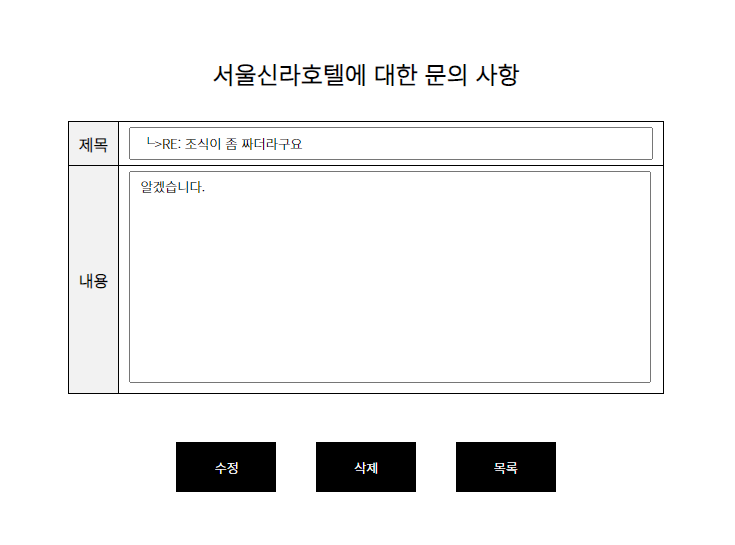 서울신라호텔에 대한 문의 사항
제목
└>RE: 조식이 좀 짜더라구요
내용
알겠습니다.
수정 삭제 목록